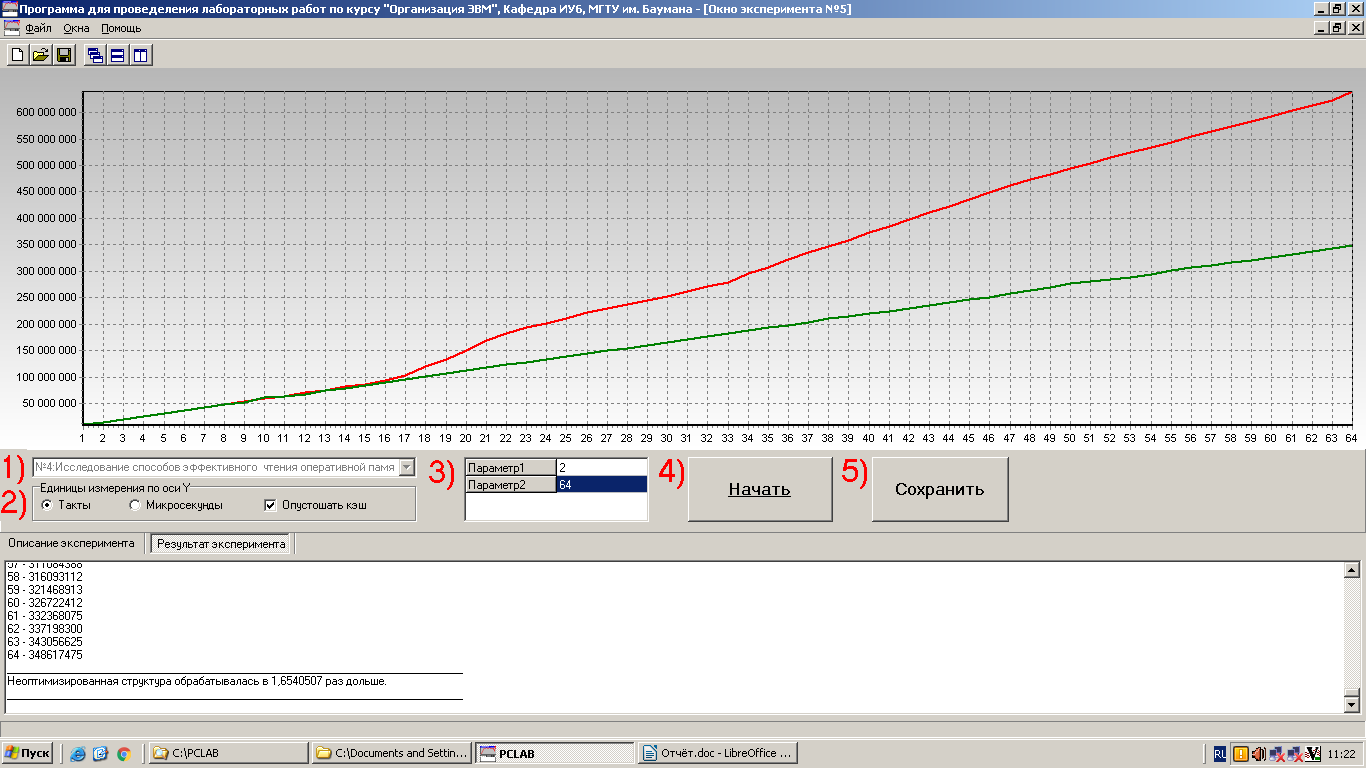 Программа для проведения лабораторных работ по курсу "Организация ЭВМ", Кафедра ИУ6, МГТУ им. Баумана - [Окно эксперимента №5]
Файл Окна Помощь
600 000 000
550 000 000
500 000 000
450 000 000
400 000 000
350 000 000
300 000 000
250 000 000
200 000 000
150 000 000
100 000 000
50 000 000
1 2 3 4 5 6 7 8 9 10 11 12 13 14 15 16 17 18 19 20 21 22 23 24 25 26 27 28 29 30 31 32 33 34 35 36 37 38 39 40 41 42 43 44 45 46 47 48 49 50 51 52 53 54 55 56 57 58 59 60 61 62 63 64
1) №4:Исследование способов эффективного чтения оперативной памя
2) Единицы измерения по оси Y
Такты Микросекунды Опустошать кэш
3) Параметр1 2
Параметр2 64
4) Начать
5) Сохранить
Описание эксперимента Результат эксперимента
57 - 311084388
58 - 316093112
59 - 321468913
60 - 326722412
61 - 332368075
62 - 337198300
63 - 343056625
64 - 348617475
Неоптимизированная структура обрабатывалась в 1,6540507 раз дольше.
Пуск C:\PCLAB C:\Documents and Settin... PCLAB Отчёт.doc - LibreOffice ... RL 11:22